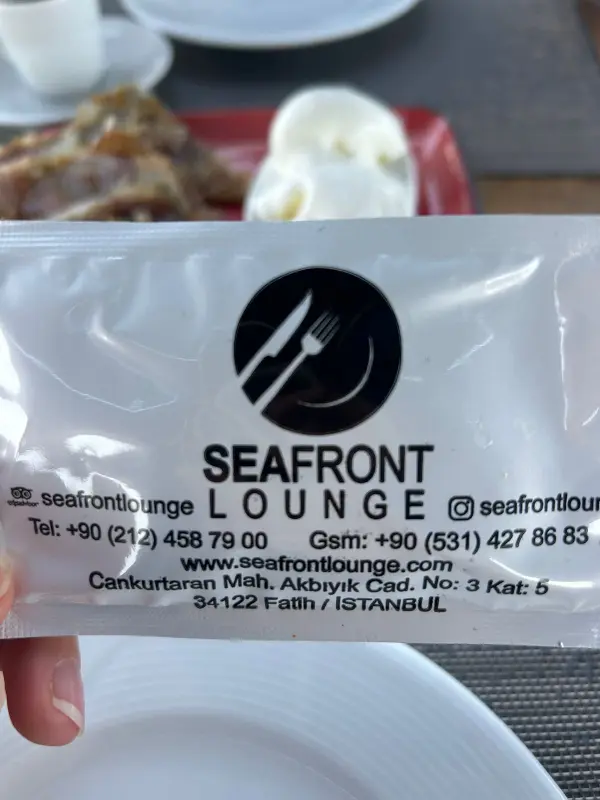 SEAFRONT
seafrontlounge LOUNGE seafrontloun
Tel: +90 (212) 458 79 00 Gsm: +90 (531) 427 86 83
www.seafrontlounge.com
Cankurtaran Mah. Akbıyık Cad. No: 3 Kat: 5
34122 Fatih / İSTANBUL